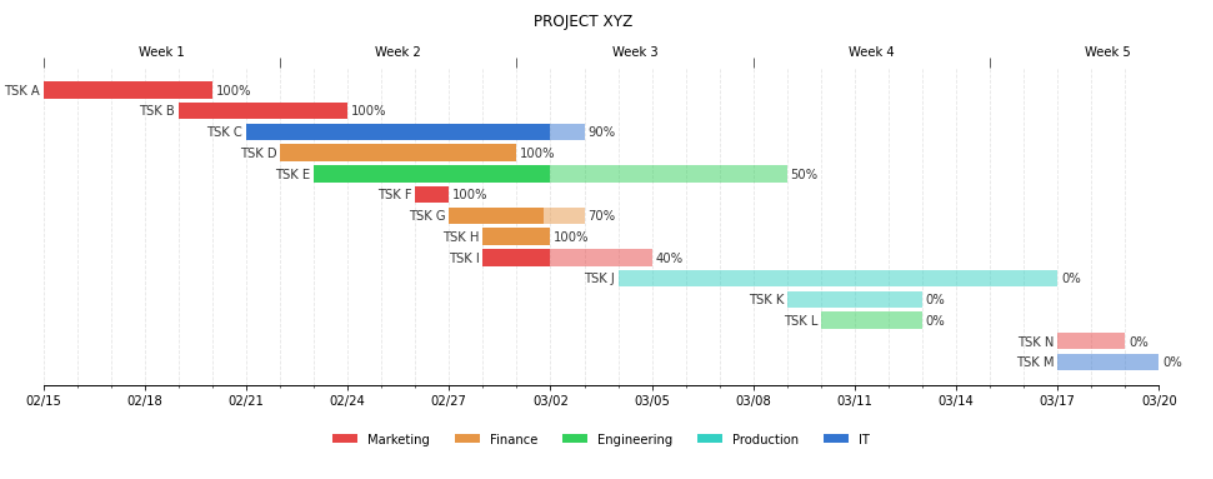 PROJECT XYZ
Week 1 Week 2 Week 3 Week 4 Week 5
TSK A 100%
TSK B 100%
TSK C 90%
TSK D 100%
TSK E 50%
TSK F 100%
TSK G 70%
TSK H 100%
TSK I 40%
TSK J 0%
TSK K 0%
TSK L 0%
TSK N 0%
TSK M 0%
02/15 02/18 02/21 02/24 02/27 03/02 03/05 03/08 03/11 03/14 03/17 03/20
Marketing Finance Engineering Production IT